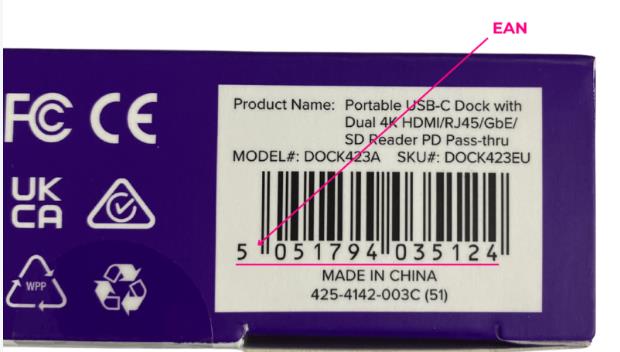 EAN
FC CE
Product Name: Portable USB-C Dock with
Dual 4K HDMI/RJ45/GbE/
SD Reader PD Pass-thru
MODEL#: DOCK423A SKU#: DOCK423EU
UK
CA
5 051794 035124
WPP
MADE IN CHINA
425-4142-003C (51)